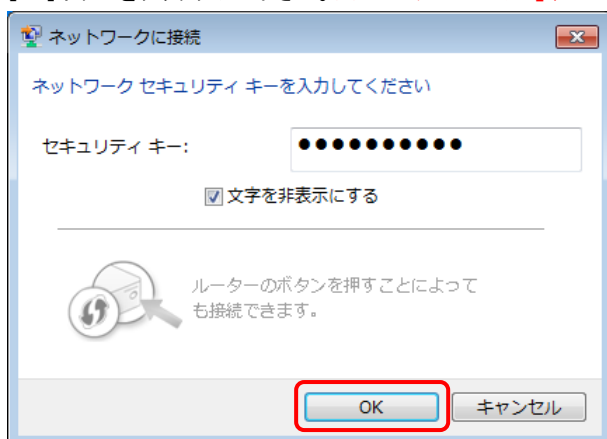 ネットワークに接続
ネットワーク セキュリティ キーを入力してください
セキュリティ キー:
●●●●●●●●●●
文字を非表示にする
ルーターのボタンを押すことによって
も接続できます。
OK
キャンセル